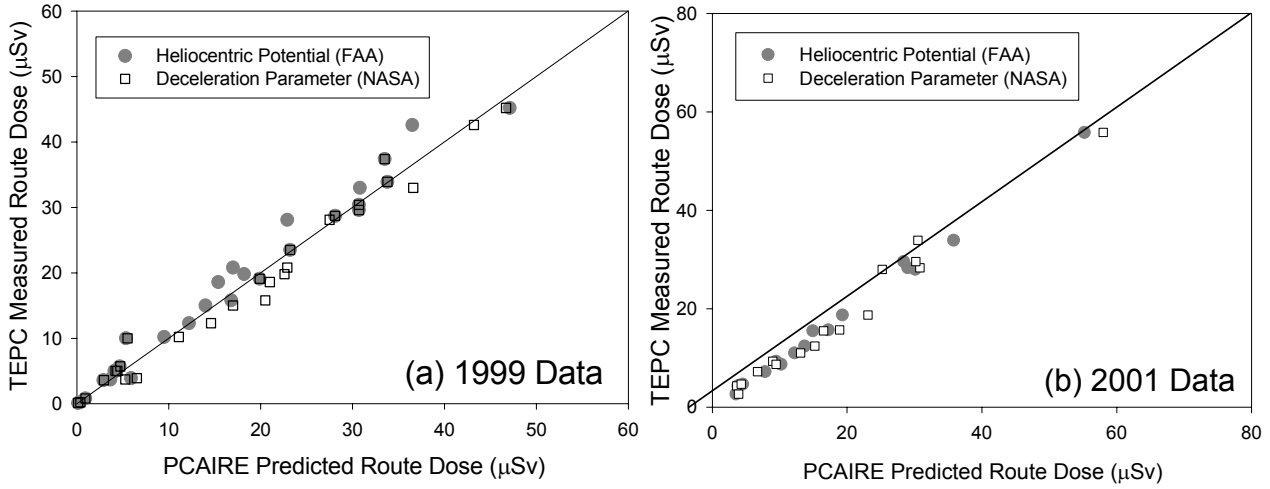 TEPC Measured Route Dose (μSv)
60
50
40
30
20
10
0
Heliocentric Potential (FAA)
Deceleration Parameter (NASA)
(a) 1999 Data
0 10 20 30 40 50 60
PCAIRE Predicted Route Dose (μSv)
TEPC Measured Route Dose (μSv)
80
60
40
20
0
Heliocentric Potential (FAA)
Deceleration Parameter (NASA)
(b) 2001 Data
0 20 40 60 80
PCAIRE Predicted Route Dose (μSv)